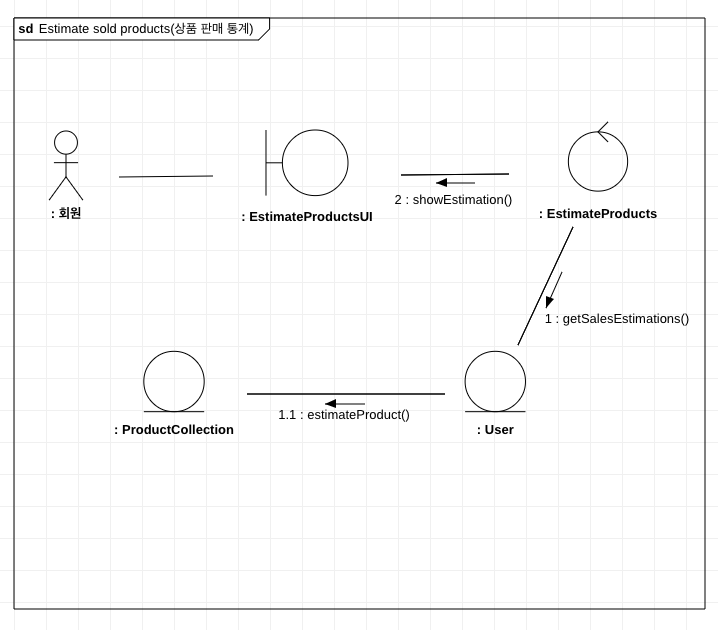 sd Estimate sold products(상품 판매 통계)
: 회원
: EstimateProductsUI
2 : showEstimation()
: EstimateProducts
1 : getSalesEstimations()
: ProductCollection
1.1 : estimateProduct()
: User